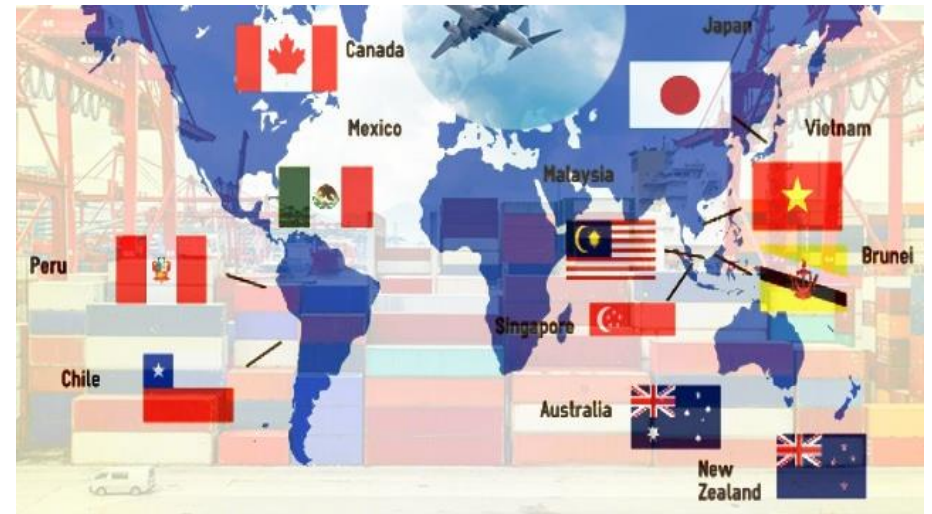 Canada
Japan
Mexico
Vietnam
Malaysia
Peru
Brunei
Singapore
Chile
Australia
New
Zealand